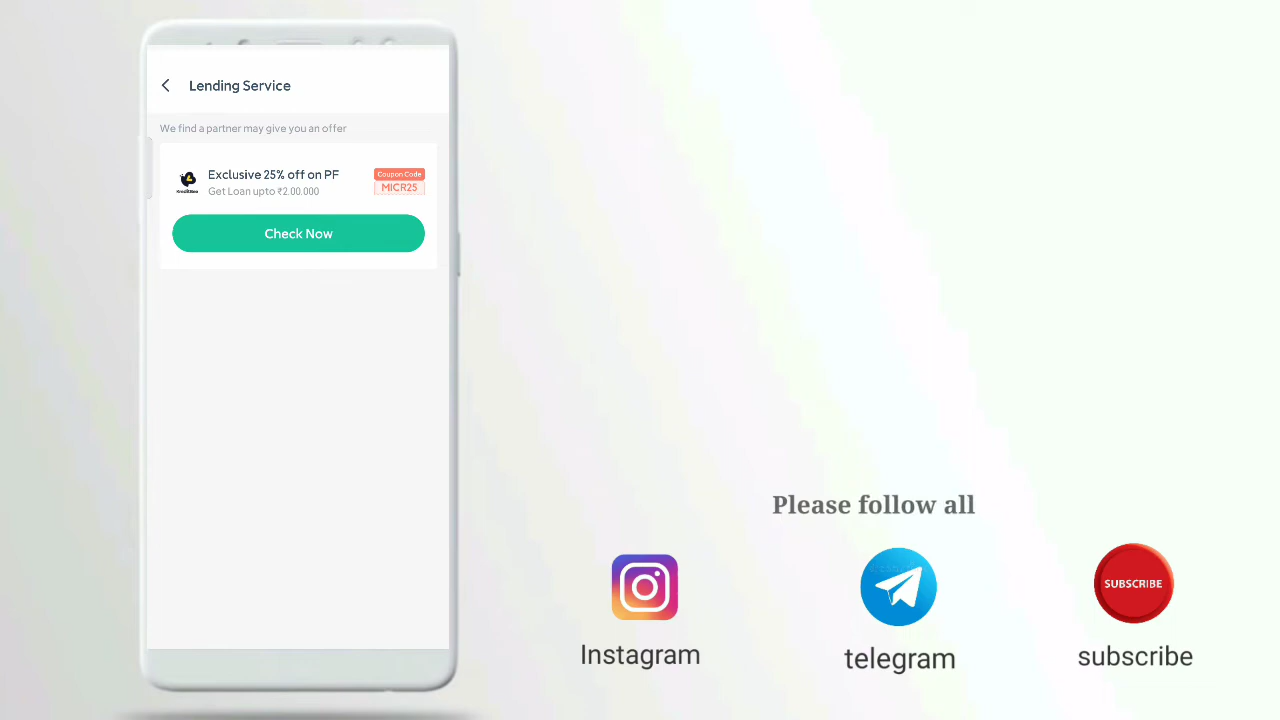 Lending Service
We find a partner may give you an offer
Exclusive 25% off on PF
Get Loan upto ₹2,00,000
Coupon Code
MICR25
KreditBee
Check Now
Please follow all
SUBSCRIBE
Instagram
telegram
subscribe